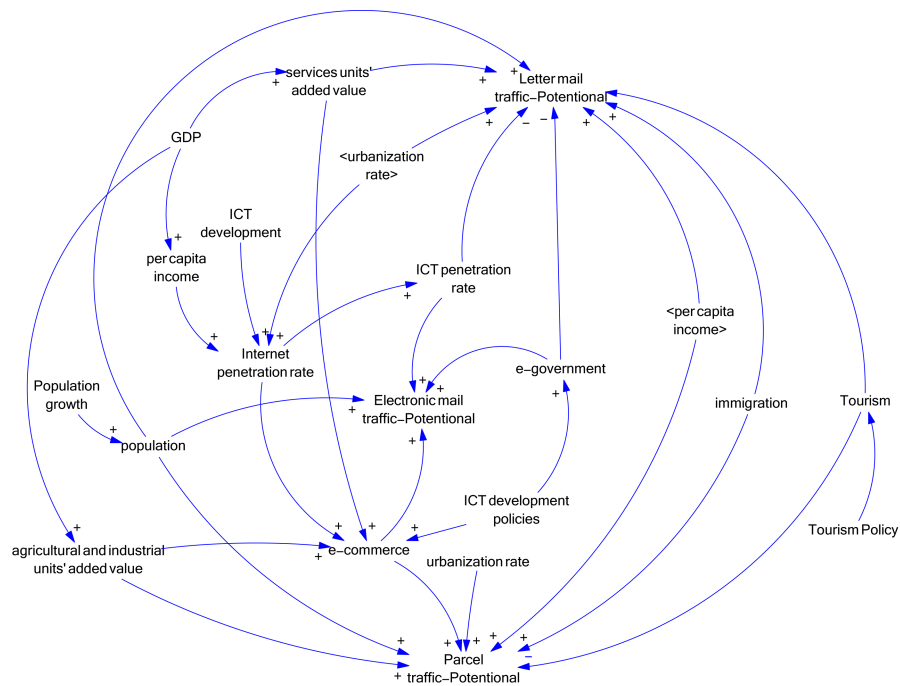 services units'
added value
Letter mail
traffic–Potentional
GDP
<urbanization
rate>
ICT
development
per capita
income
ICT penetration
rate
<per capita
income>
Internet
penetration rate
e–government
Population
growth
Electronic mail
traffic–Potentional
immigration
Tourism
population
ICT development
policies
Tourism Policy
agricultural and industrial
units' added value
e–commerce
urbanization rate
Parcel
traffic–Potentional